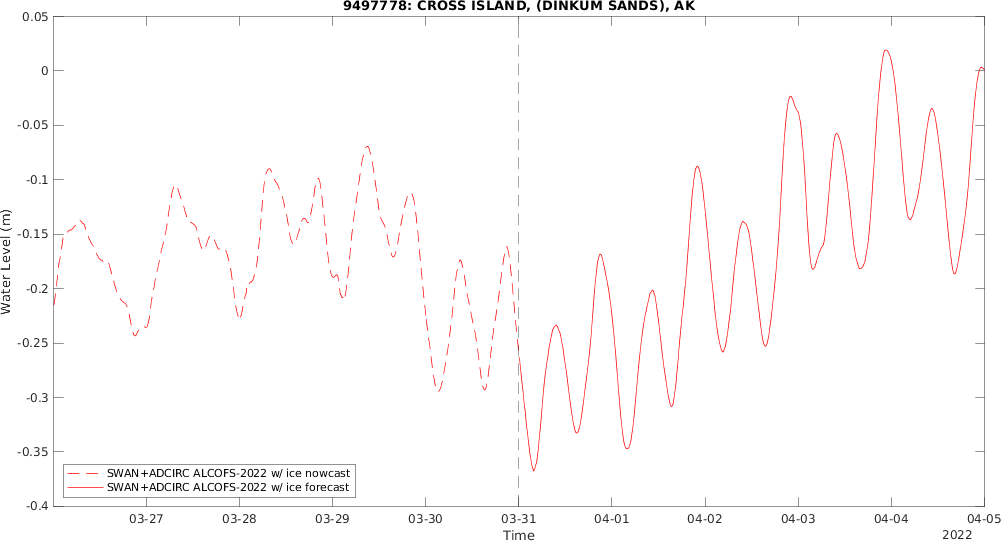 9497778: CROSS ISLAND, (DINKUM SANDS), AK
0.05
0
-0.05
-0.1
-0.15
-0.2
-0.25
-0.3
-0.35
-0.4
Water Level (m)
SWAN+ADCIRC ALCOFS-2022 w/ ice nowcast
SWAN+ADCIRC ALCOFS-2022 w/ ice forecast
03-27 03-28 03-29 03-30 03-31 04-01 04-02 04-03 04-04 04-05
Time
2022